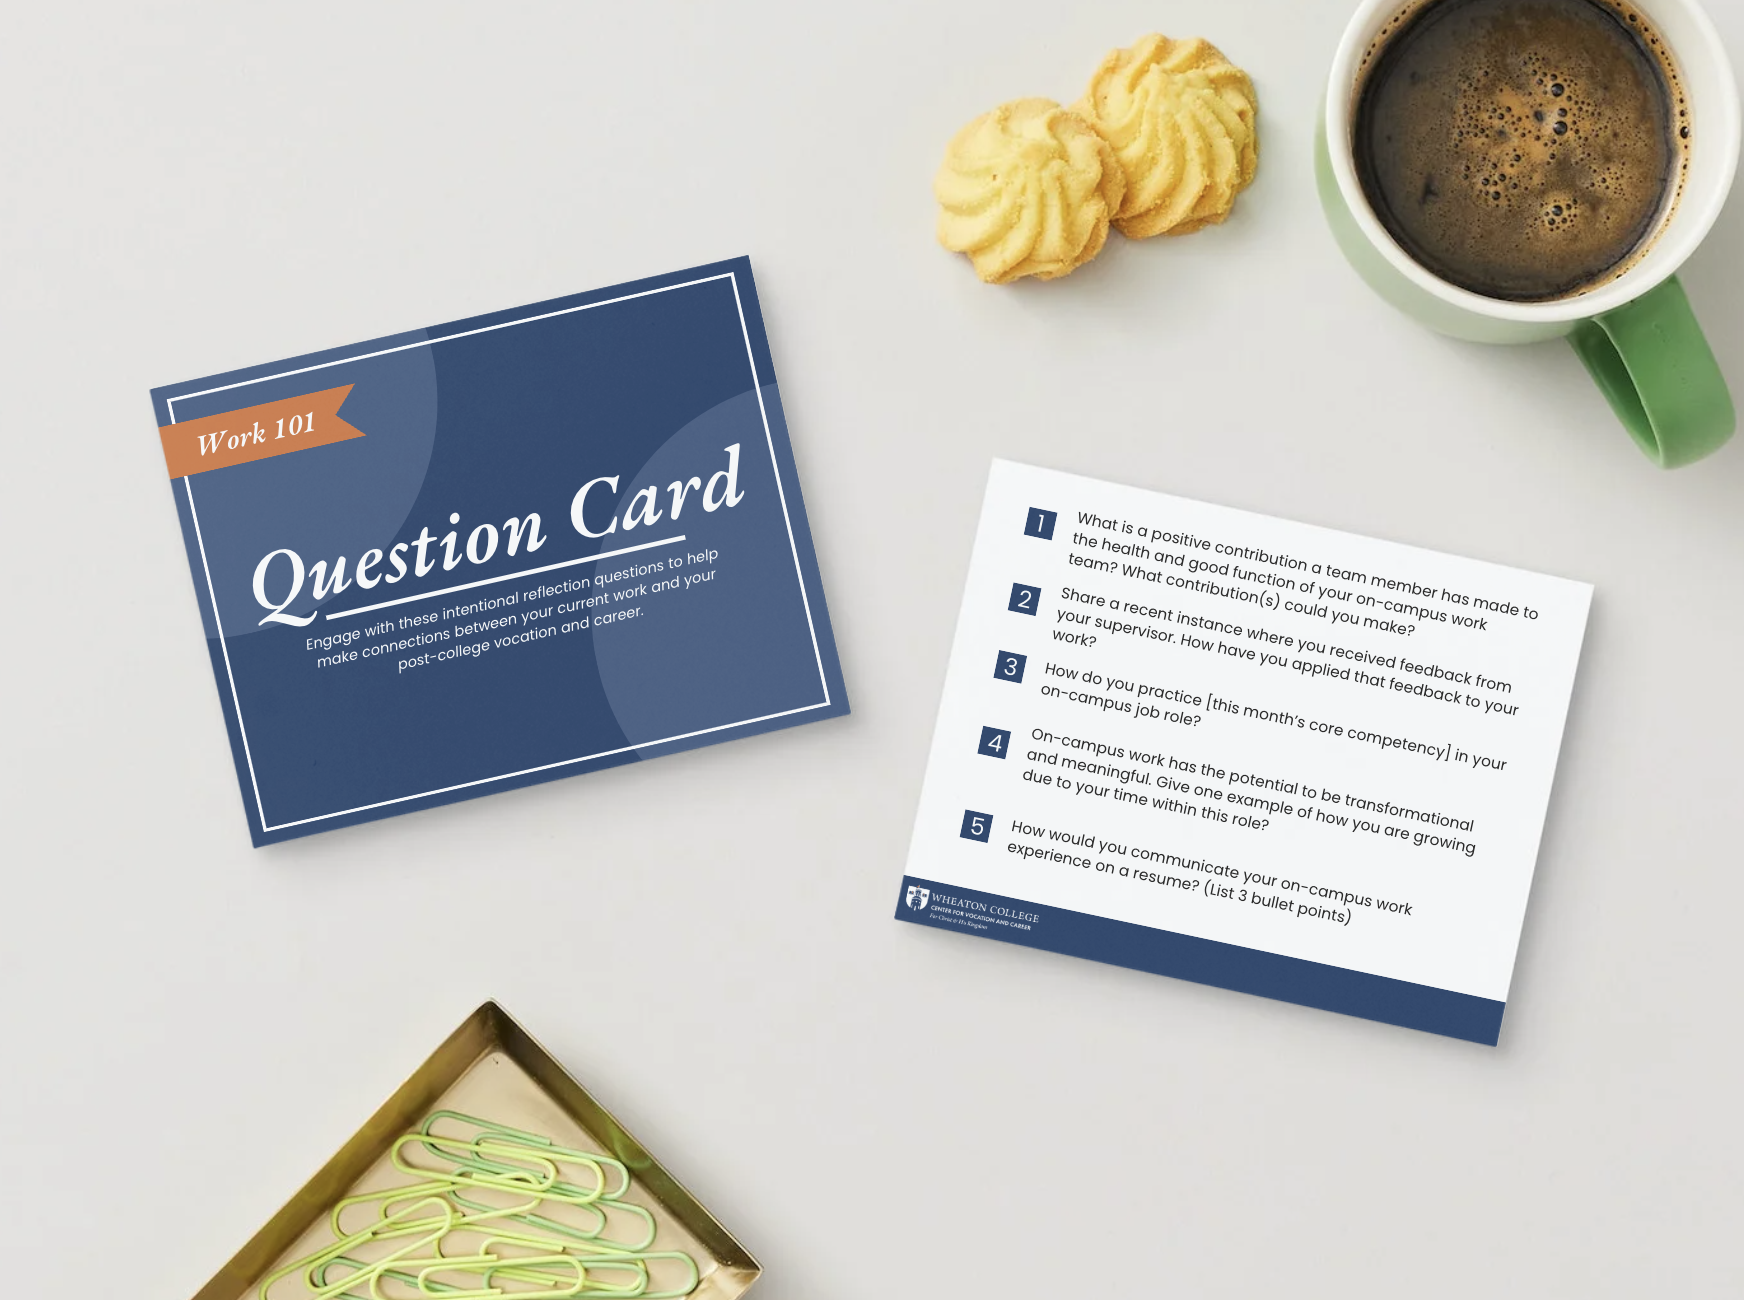 Work 101
Question Card
Engage with these intentional reflection questions to help
make connections between your current work and your
post-college vocation and career.
1 What is a positive contribution a team member has made to
the health and good function of your on-campus work
team? What contribution(s) could you make?
2 Share a recent instance where you received feedback from
your supervisor. How have you applied that feedback to your
work?
3 How do you practice [this month's core competency] in your
on-campus job role?
4 On-campus work has the potential to be transformational
and meaningful. Give one example of how you are growing
due to your time within this role?
5 How would you communicate your on-campus work
experience on a resume? (List 3 bullet points)
WHEATON COLLEGE
CENTER FOR VOCATION AND CAREER
For Christ & His Kingdom